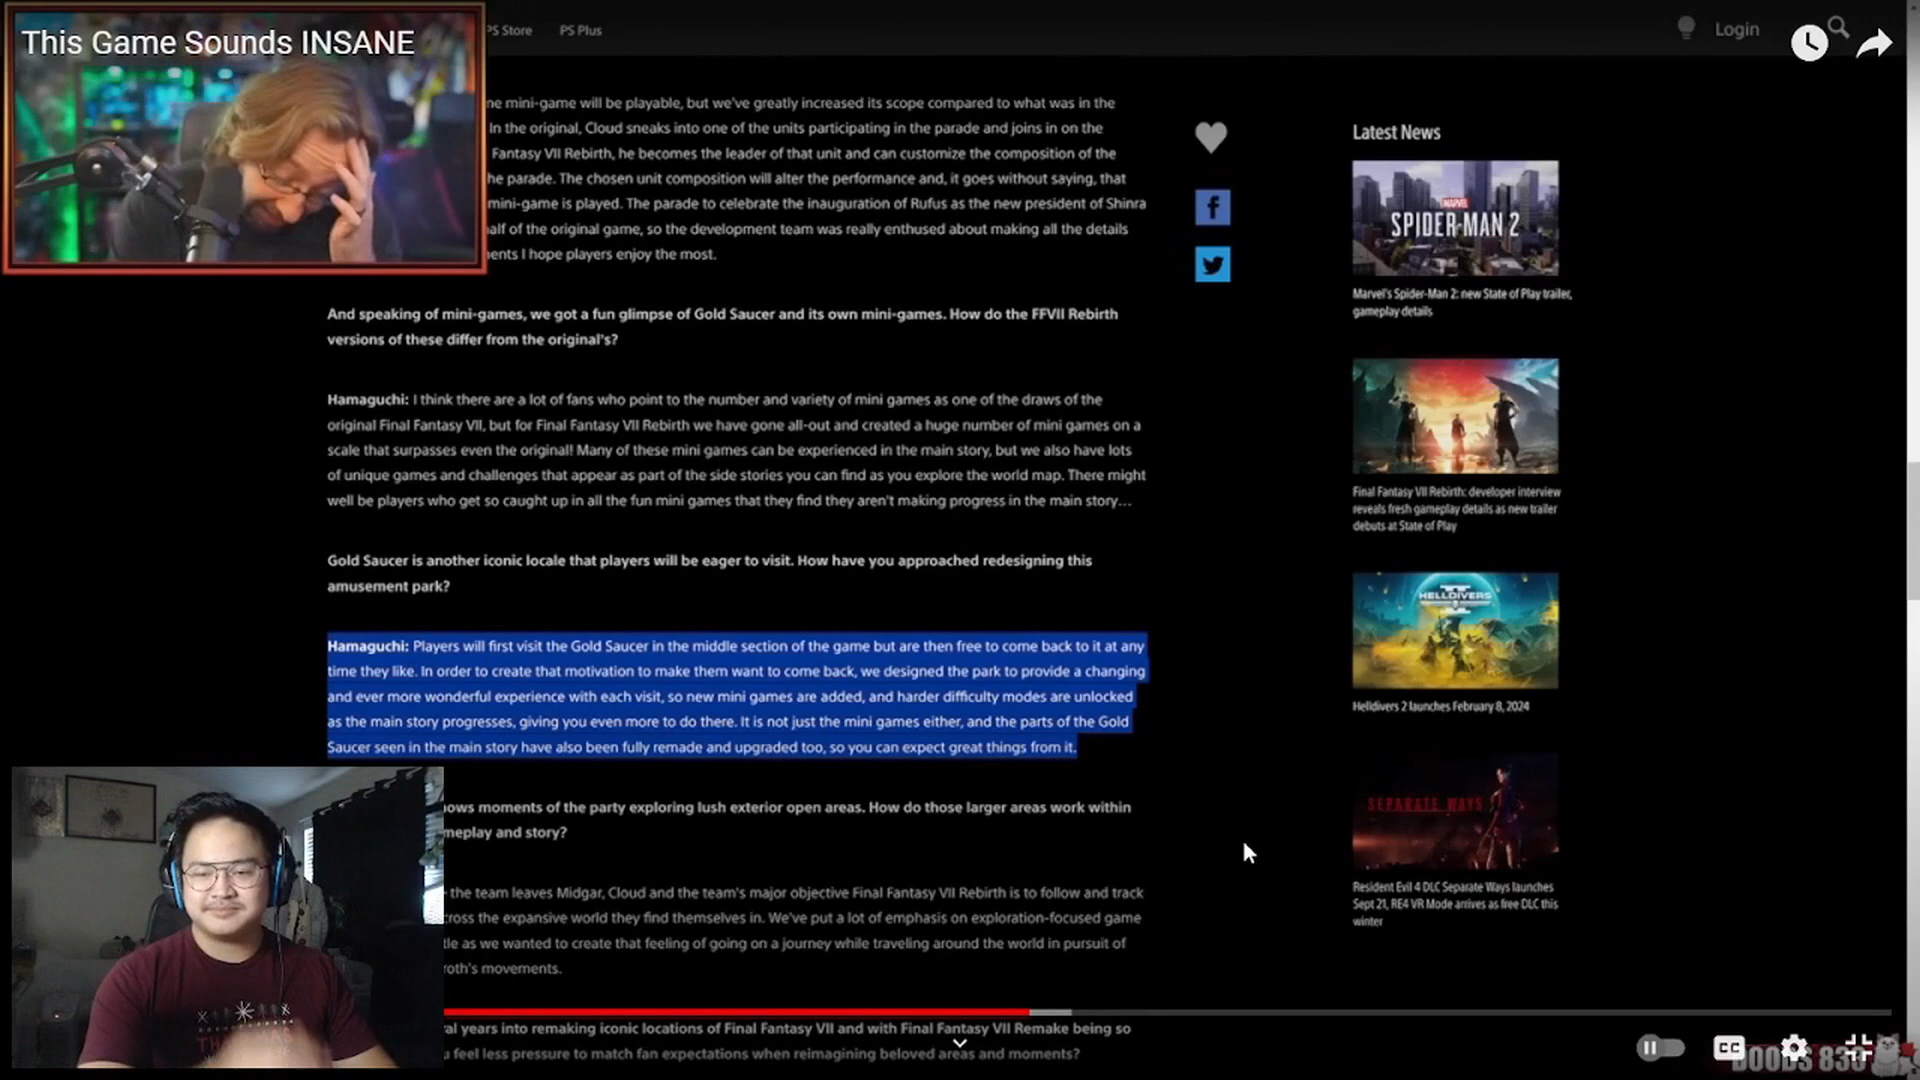 This Game Sounds INSANE
PS Store PS Plus
Login
ne mini-game will be playable, but we've greatly increased its scope compared to what was in the
In the original, Cloud sneaks into one of the units participating in the parade and joins in on the
Fantasy VII Rebirth, he becomes the leader of that unit and can customize the composition of the
he parade. The chosen unit composition will alter the performance and, it goes without saying, that
mini-game is played. The parade to celebrate the inauguration of Rufus as the new president of Shinra
alf of the original game, so the development team was really enthused about making all the details
ents I hope players enjoy the most.
And speaking of mini-games, we got a fun glimpse of Gold Saucer and its own mini-games. How do the FFVII Rebirth
versions of these differ from the original's?
Hamaguchi: I think there are a lot of fans who point to the number and variety of mini games as one of the draws of the
original Final Fantasy VII, but for Final Fantasy VII Rebirth we have gone all-out and created a huge number of mini games on a
scale that surpasses even the original! Many of these mini games can be experienced in the main story, but we also have lots
of unique games and challenges that appear as part of the side stories you can find as you explore the world map. There might
well be players who get so caught up in all the fun mini games that they find they aren't making progress in the main story…
Gold Saucer is another iconic locale that players will be eager to visit. How have you approached redesigning this
amusement park?
Hamaguchi: Players will first visit the Gold Saucer in the middle section of the game but are then free to come back to it at any
time they like. In order to create that motivation to make them want to come back, we designed the park to provide a changing
and ever more wonderful experience with each visit, so new mini games are added, and harder difficulty modes are unlocked
as the main story progresses, giving you even more to do there. It is not just the mini games either, and the parts of the Gold
Saucer seen in the main story have also been fully remade and upgraded too, so you can expect great things from it.
ows moments of the party exploring lush exterior open areas. How do those larger areas work within
meplay and story?
the team leaves Midgar, Cloud and the team's major objective Final Fantasy VII Rebirth is to follow and track
cross the expansive world they find themselves in. We've put a lot of emphasis on exploration-focused game
le as we wanted to create that feeling of going on a journey while traveling around the world in pursuit of
roth's movements.
al years into remaking iconic locations of Final Fantasy VII and with Final Fantasy VII Remake being so
u feel less pressure to match fan expectations when reimagining beloved areas and moments?
Latest News
MARVEL
SPIDER-MAN 2
Marvel's Spider-Man 2: new State of Play trailer,
gameplay details
Final Fantasy VII Rebirth: developer interview
reveals fresh gameplay details as new trailer
debuts at State of Play
HELLDIVERS
II
Helldivers 2 launches February 8, 2024
SEPARATE WAYS
Resident Evil 4 DLC Separate Ways launches
Sept 21, RE4 VR Mode arrives as free DLC this
winter
CC
DOODS 830